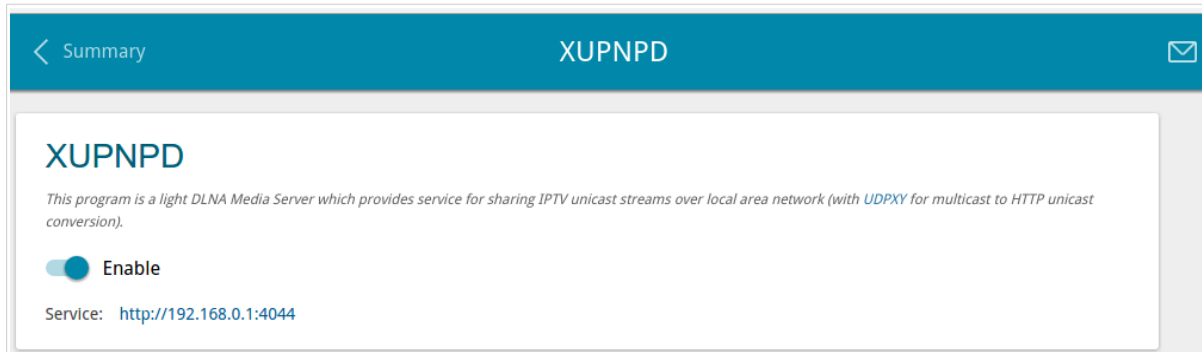 Summary
XUPNPD
XUPNPD
This program is a light DLNA Media Server which provides service for sharing IPTV unicast streams over local area network (with UDPXY for multicast to HTTP unicast
conversion).
Enable
Service: http://192.168.0.1:4044